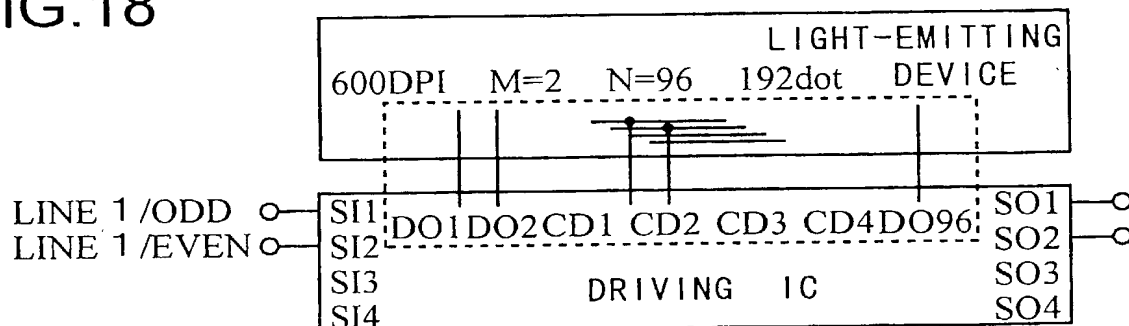 FIG.18
LIGHT-EMITTING
600DPI M=2 N=96 192dot DEVICE
LINE 1/ODD SI1 DO1 DO2 CD1 CD2 CD3 CD4 DO96 SO1
LINE 1/EVEN SI2 SO2
SI3 DRIVING IC SO3
SI4 SO4